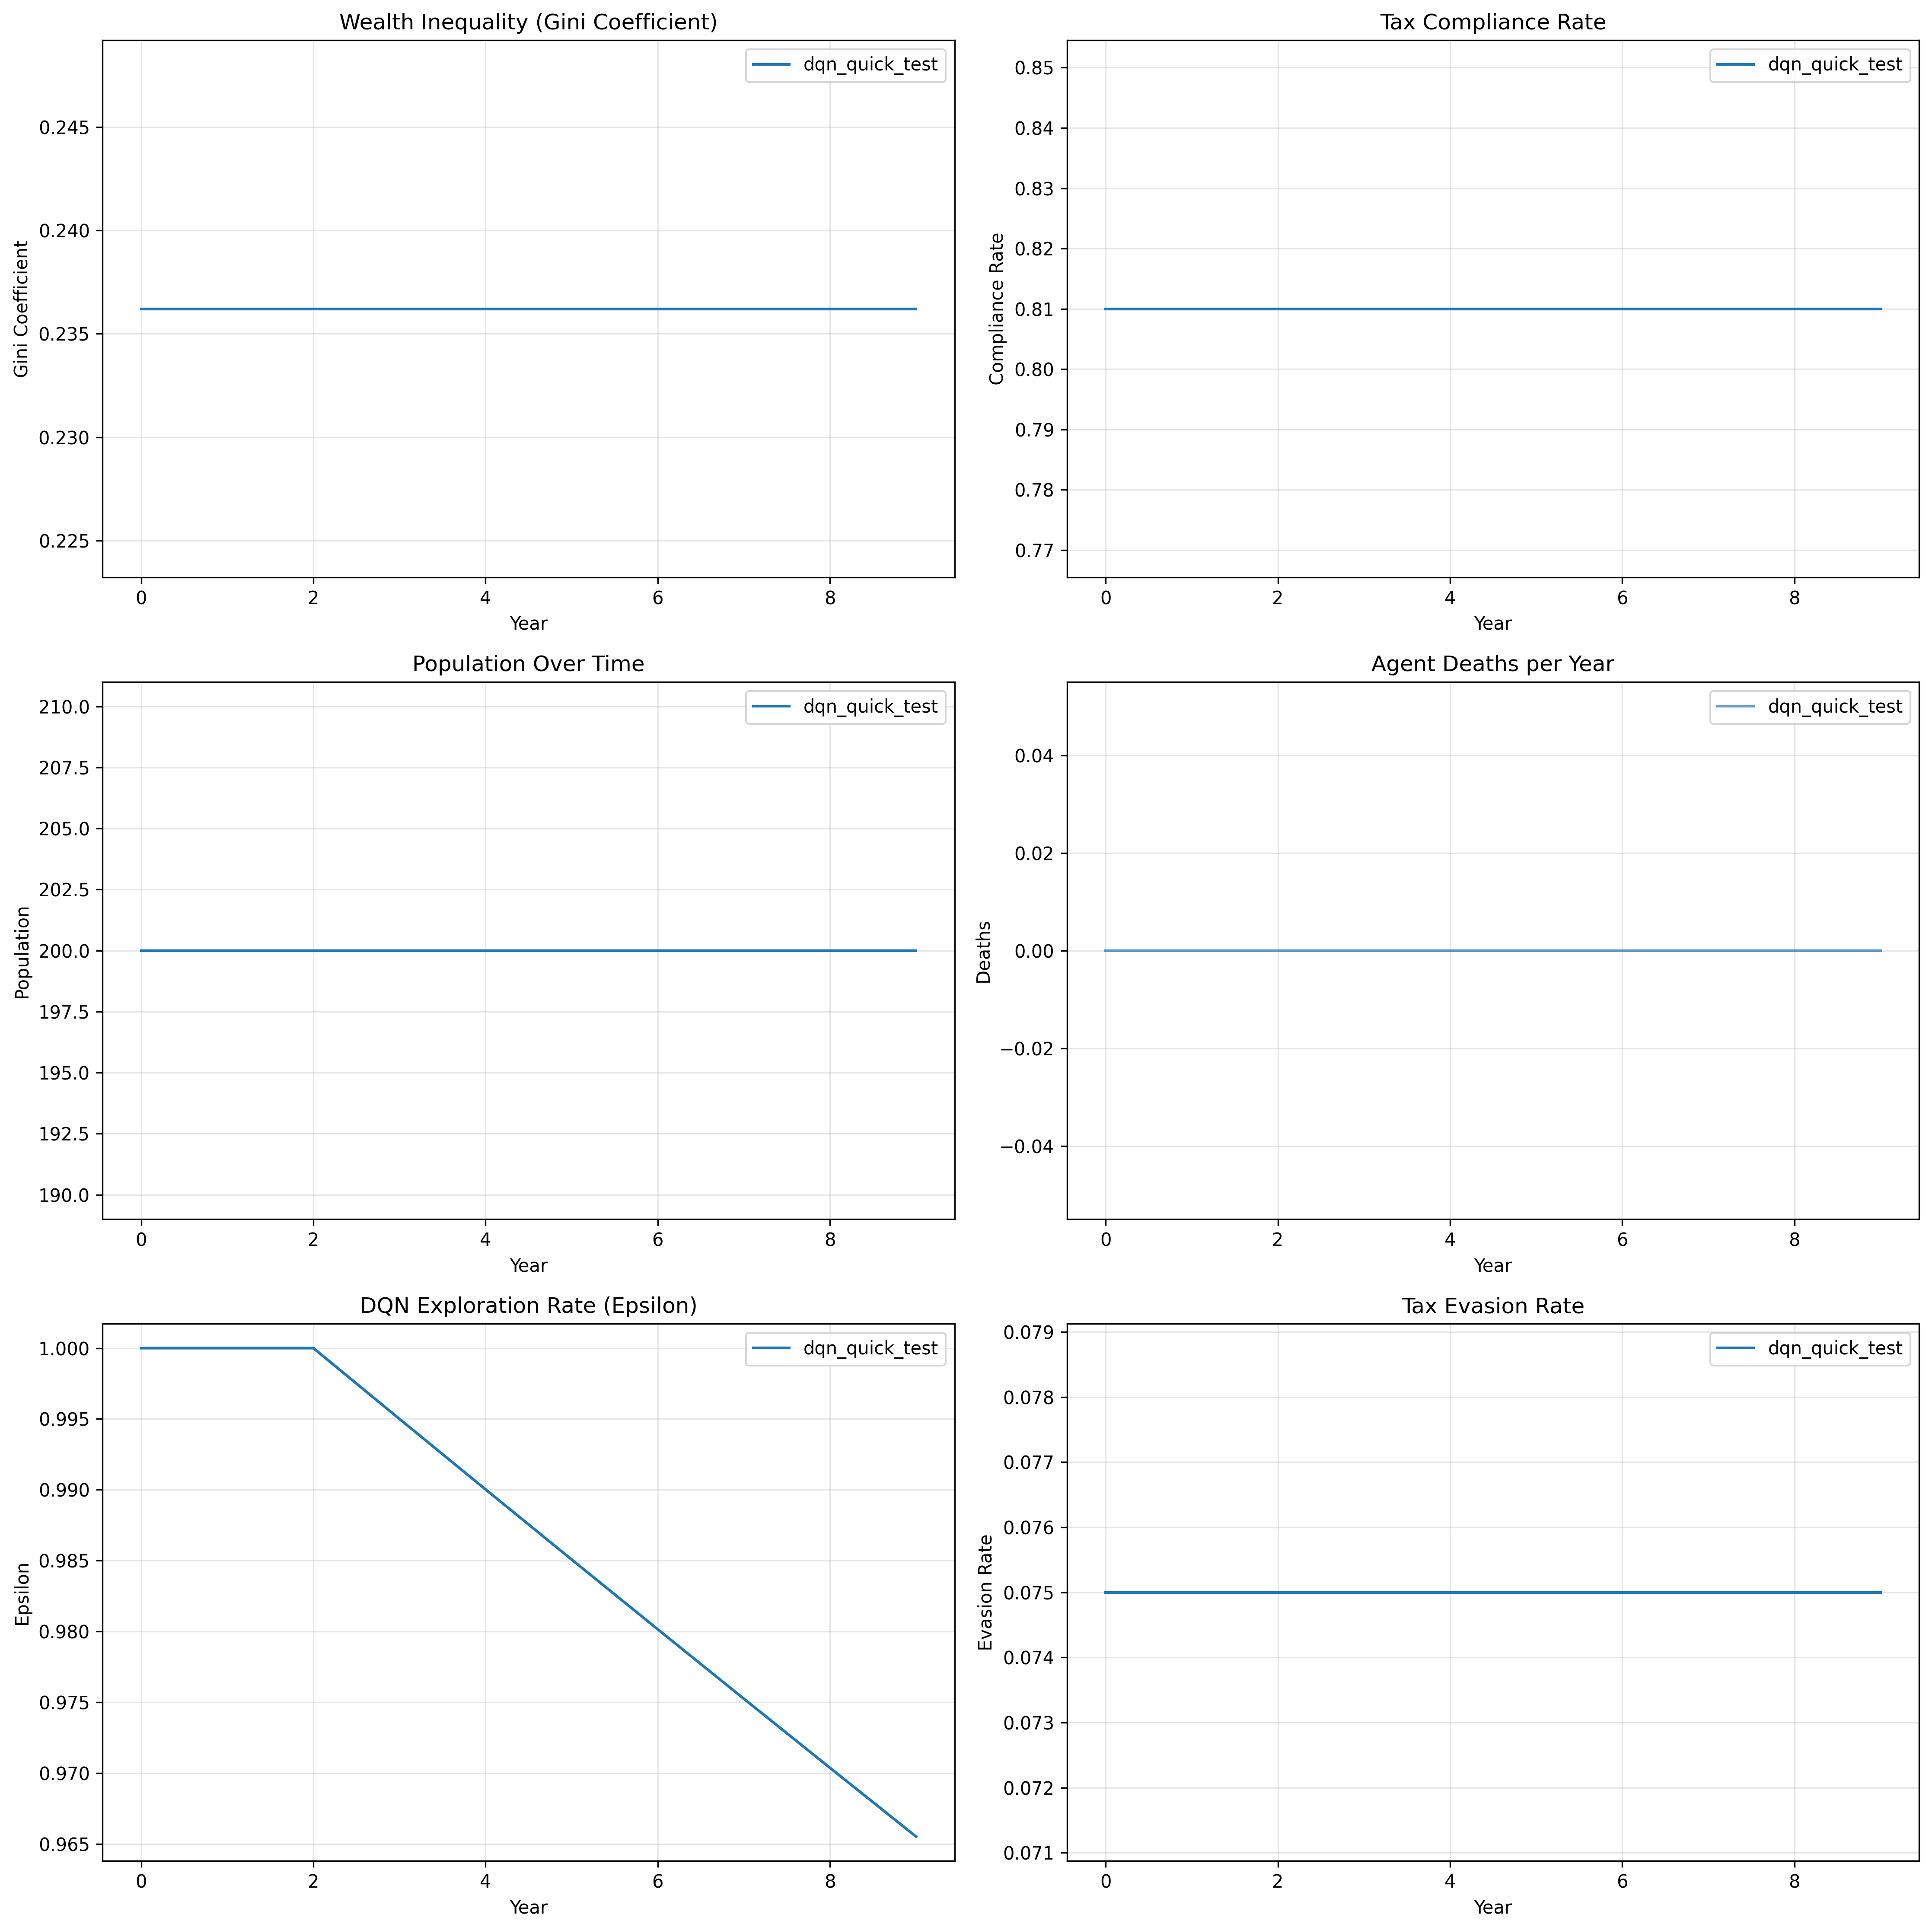 Wealth Inequality (Gini Coefficient)
dqn_quick_test
0.245
0.240
0.235
0.230
0.225
Gini Coefficient
0 2 4 6 8
Year
Tax Compliance Rate
dqn_quick_test
0.85
0.84
0.83
0.82
0.81
0.80
0.79
0.78
0.77
Compliance Rate
0 2 4 6 8
Year
Population Over Time
dqn_quick_test
210.0
207.5
205.0
202.5
200.0
197.5
195.0
192.5
190.0
Population
0 2 4 6 8
Year
Agent Deaths per Year
dqn_quick_test
0.04
0.02
0.00
−0.02
−0.04
Deaths
0 2 4 6 8
Year
DQN Exploration Rate (Epsilon)
dqn_quick_test
1.000
0.995
0.990
0.985
0.980
0.975
0.970
0.965
Epsilon
0 2 4 6 8
Year
Tax Evasion Rate
dqn_quick_test
0.079
0.078
0.077
0.076
0.075
0.074
0.073
0.072
0.071
Evasion Rate
0 2 4 6 8
Year